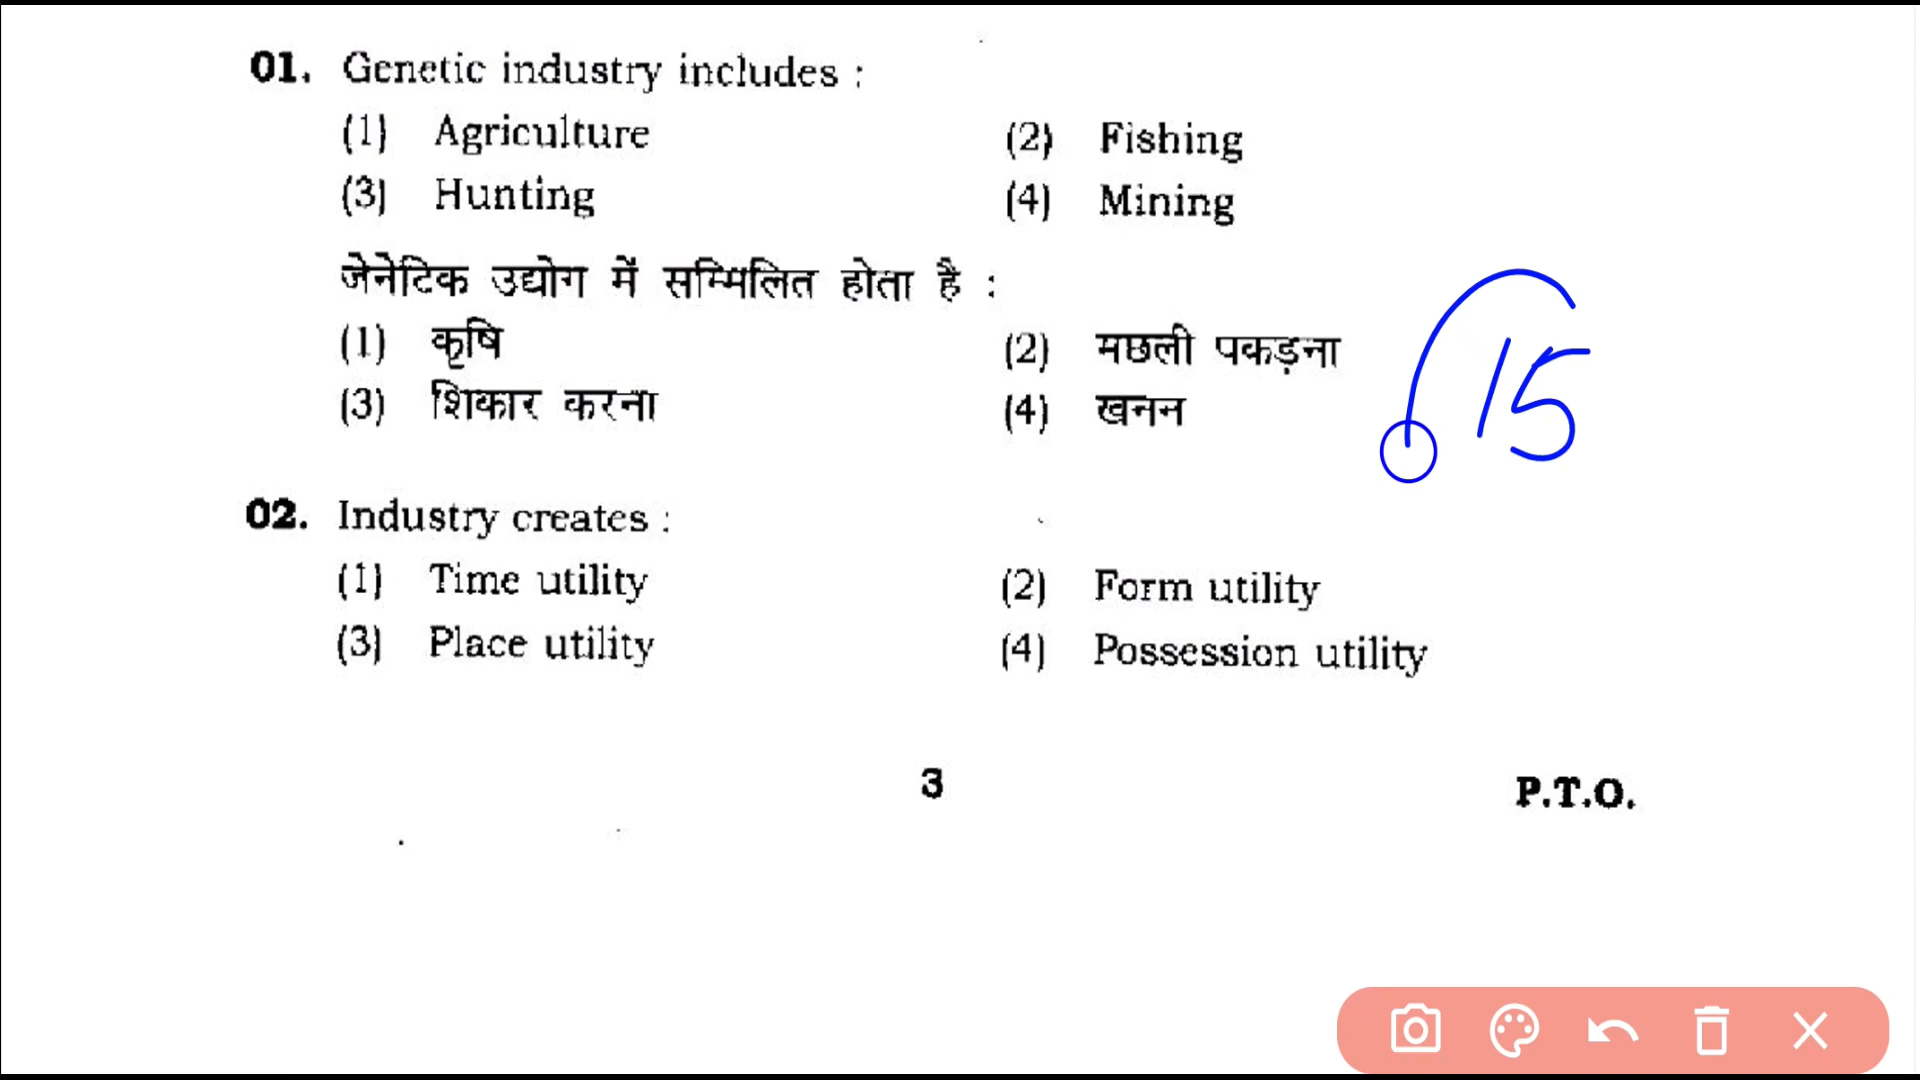 01. Genetic industry includes :
(1) Agriculture (2) Fishing
(3) Hunting (4) Mining
जेनेटिक उद्योग में सम्मिलित होता है :
(1) कृषि (2) मछली पकड़ना
(3) शिकार करना (4) खनन
15
02. Industry creates :
(1) Time utility (2) Form utility
(3) Place utility (4) Possession utility
3
P.T.O.